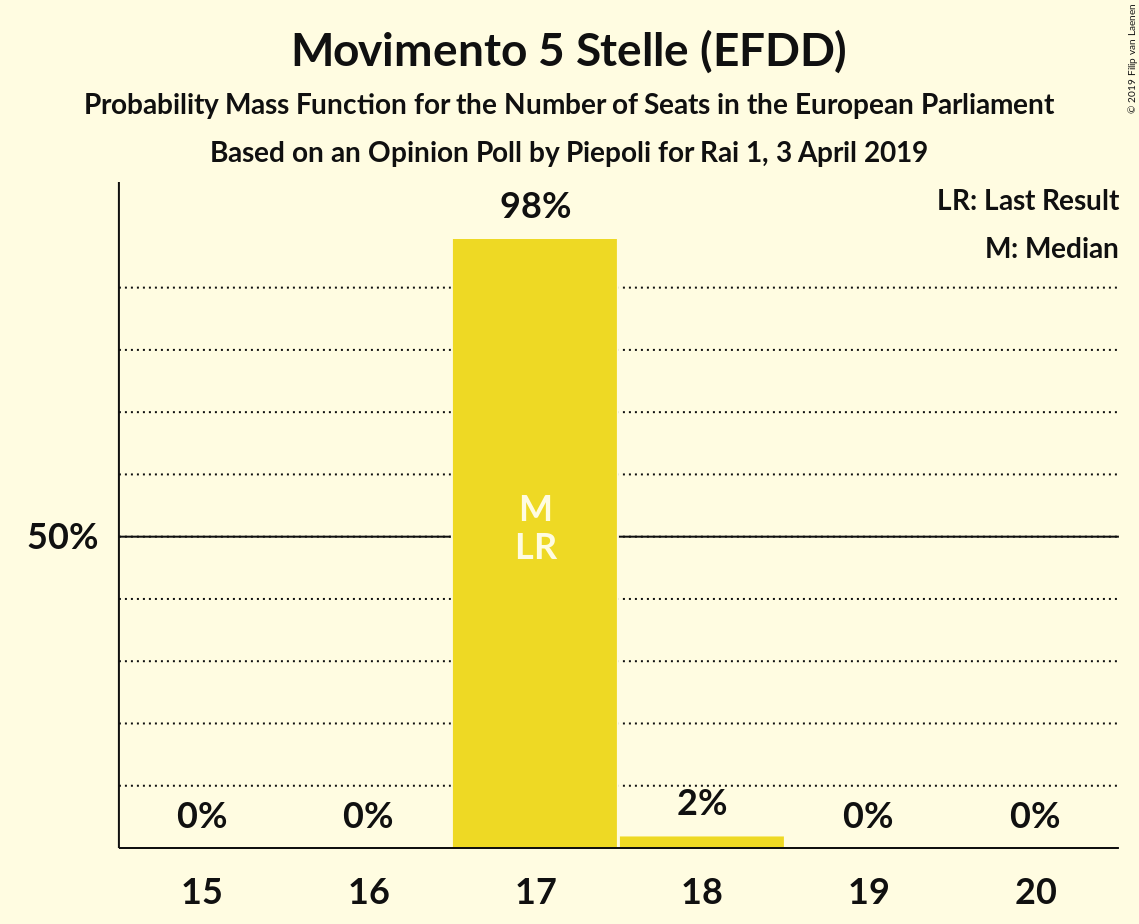 Movimento 5 Stelle (EFDD)
Probability Mass Function for the Number of Seats in the European Parliament
Based on an Opinion Poll by Piepoli for Rai 1, 3 April 2019
© 2019 Filip van Laenen
LR: Last Result
M: Median
98%
50%
M
LR
0%
0%
2%
0%
0%
15
16
17
18
19
20